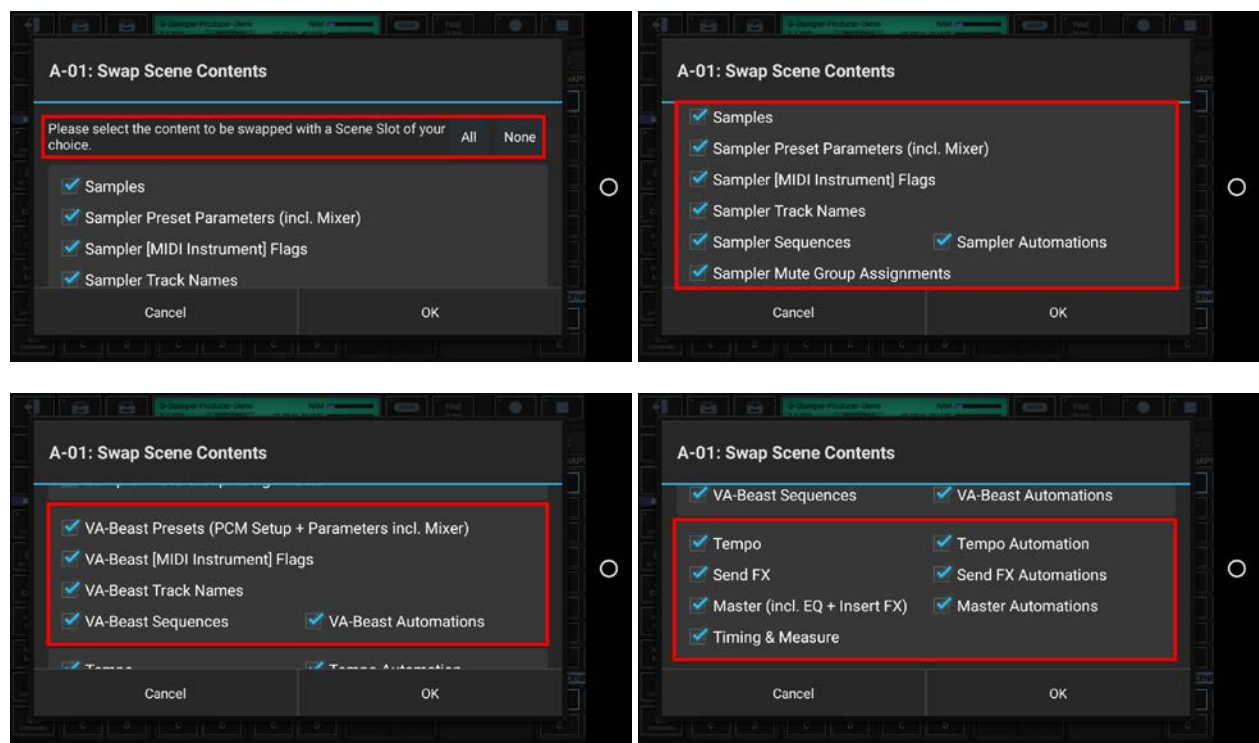 A-01: Swap Scene Contents
Please select the content to be swapped with a Scene Slot of your
choice.
All None
Samples
Sampler Preset Parameters (incl. Mixer)
Sampler [MIDI Instrument] Flags
Sampler Track Names
Cancel OK
A-01: Swap Scene Contents
Samples
Sampler Preset Parameters (incl. Mixer)
Sampler [MIDI Instrument] Flags
Sampler Track Names
Sampler Sequences Sampler Automations
Sampler Mute Group Assignments
Cancel OK
A-01: Swap Scene Contents
VA-Beast Presets (PCM Setup + Parameters incl. Mixer)
VA-Beast [MIDI Instrument] Flags
VA-Beast Track Names
VA-Beast Sequences VA-Beast Automations
Tempo Tempo Automation
Cancel OK
A-01: Swap Scene Contents
VA-Beast Sequences VA-Beast Automations
Tempo Tempo Automation
Send FX Send FX Automations
Master (incl. EQ + Insert FX) Master Automations
Timing & Measure
Cancel OK